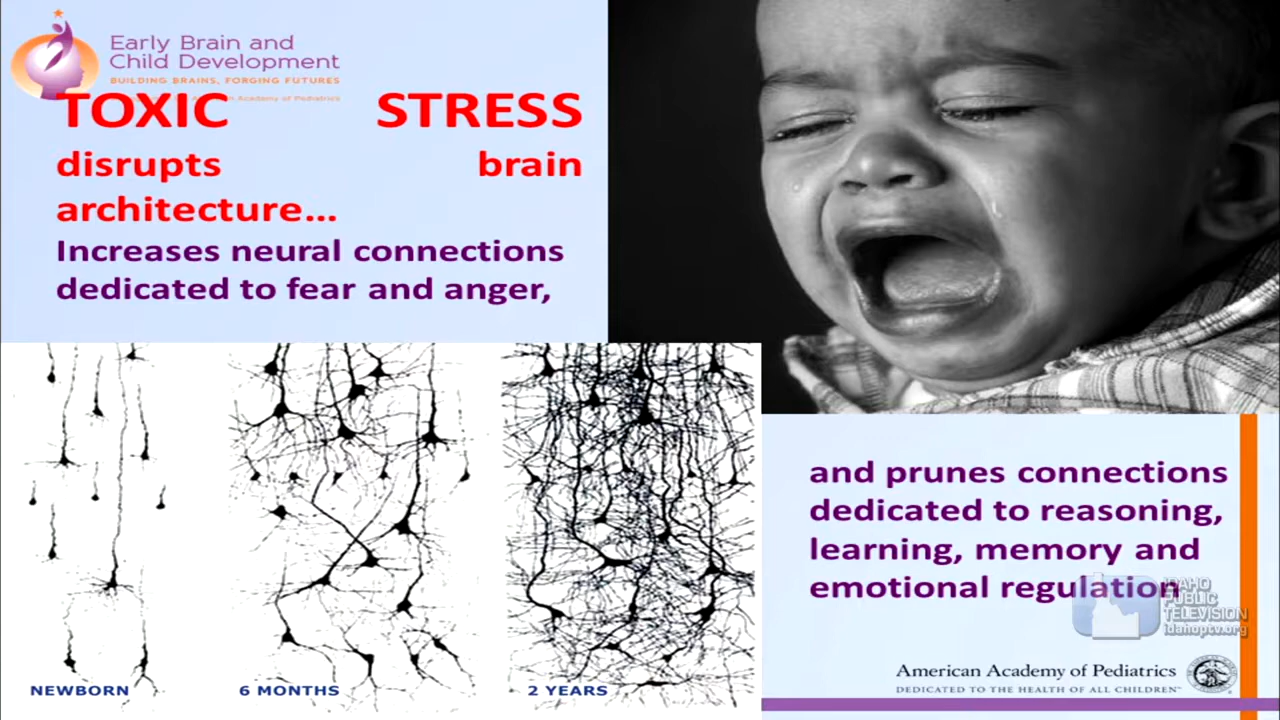 Early Brain and
Child Development
BUILDING BRAINS, FORGING FUTURES
an Academy of Pediatrics
TOXIC STRESS
disrupts brain
architecture...
Increases neural connections
dedicated to fear and anger,
NEWBORN
6 MONTHS
2 YEARS
and prunes connections
dedicated to reasoning,
learning, memory and
emotional regulation
IDAHO
PUBLIC
TELEVISION
idahoptv.org
American Academy of Pediatrics
DEDICATED TO THE HEALTH OF ALL CHILDREN™